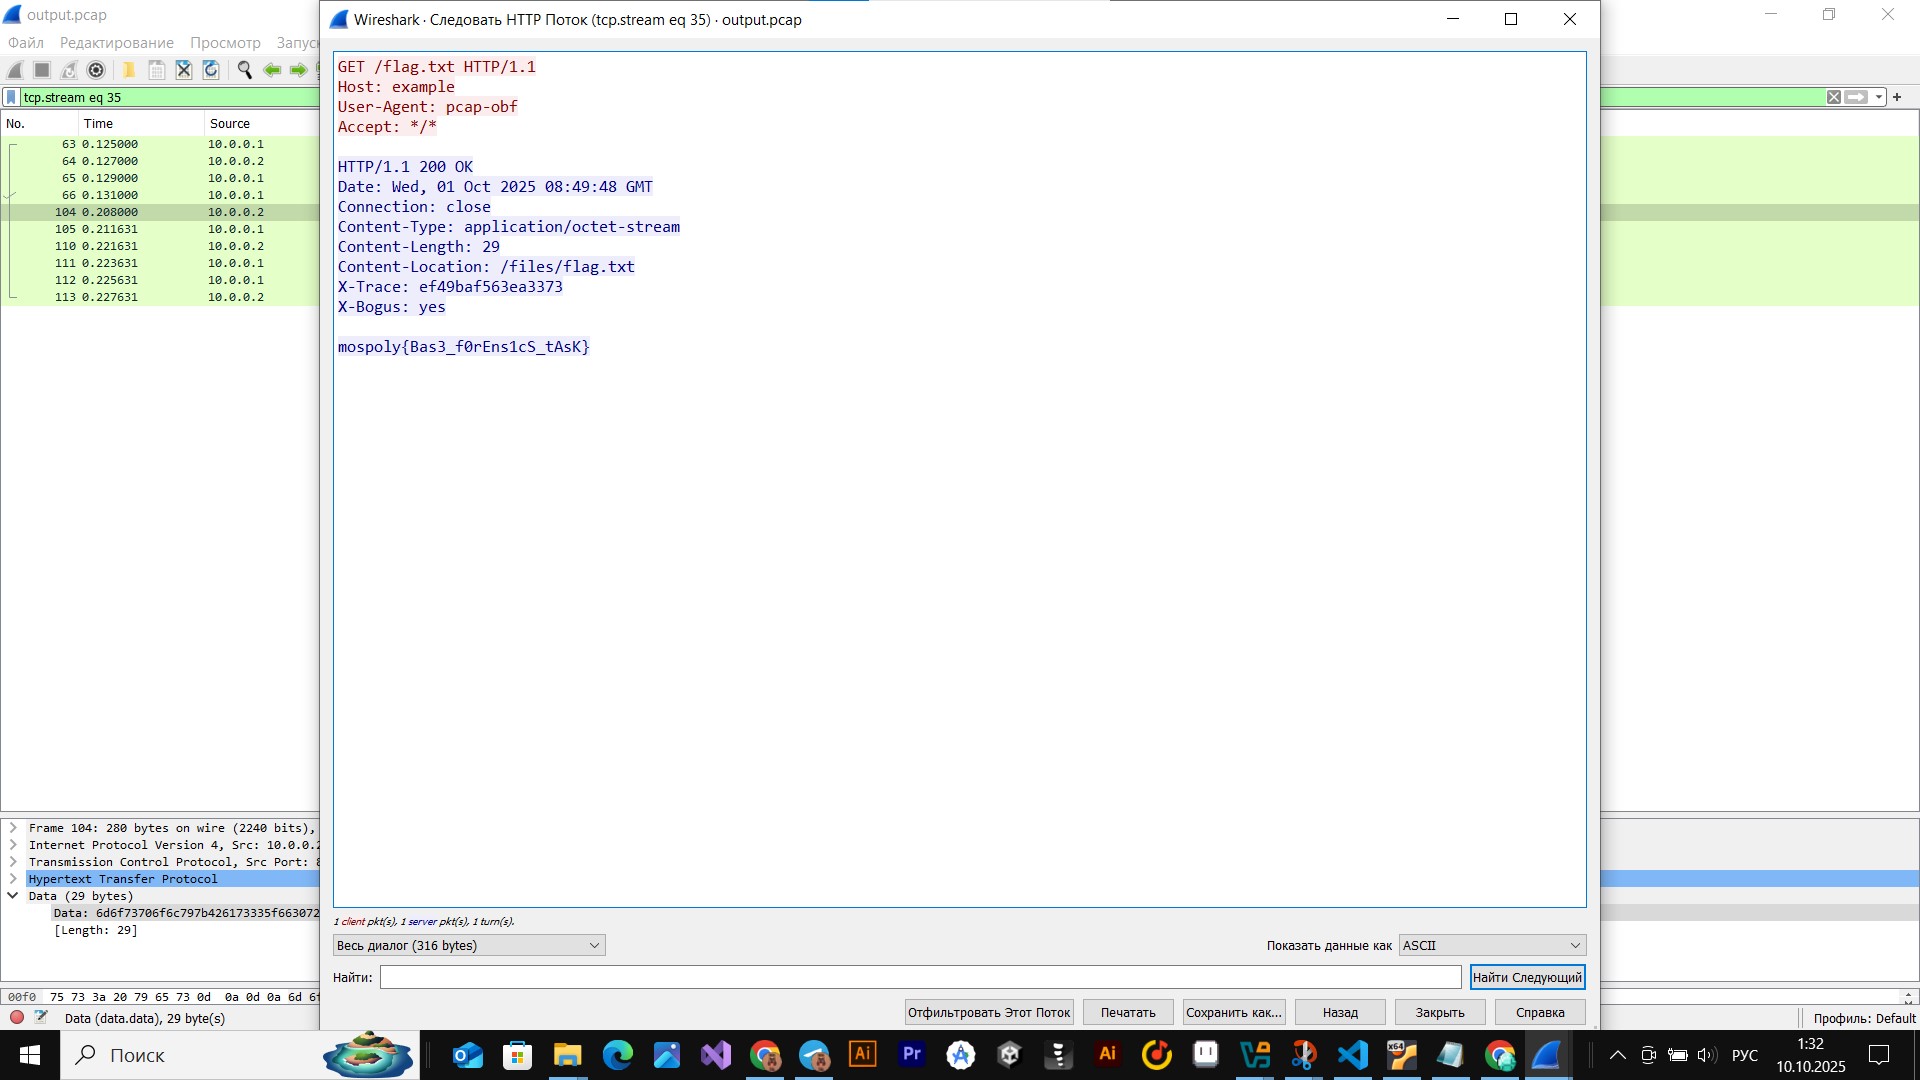 output.pcap
Wireshark · Следовать HTTP Поток (tcp.stream eq 35) · output.pcap
Файл Редактирование Просмотр Запуск
tcp.stream eq 35
No. Time Source
63 0.125000 10.0.0.1
64 0.127000 10.0.0.2
65 0.129000 10.0.0.1
66 0.131000 10.0.0.1
104 0.208000 10.0.0.2
105 0.211631 10.0.0.1
110 0.221631 10.0.0.2
111 0.223631 10.0.0.1
112 0.225631 10.0.0.1
113 0.227631 10.0.0.2
GET /flag.txt HTTP/1.1
Host: example
User-Agent: pcap-obf
Accept: */*
HTTP/1.1 200 OK
Date: Wed, 01 Oct 2025 08:49:48 GMT
Connection: close
Content-Type: application/octet-stream
Content-Length: 29
Content-Location: /files/flag.txt
X-Trace: ef49baf563ea3373
X-Bogus: yes
mospoly{Bas3_f0rEns1cS_tAsK}
Frame 104: 280 bytes on wire (2240 bits),
Internet Protocol Version 4, Src: 10.0.0.2
Transmission Control Protocol, Src Port: 8
Hypertext Transfer Protocol
Data (29 bytes)
Data: 6d6f73706f6c797b426173335f663072
[Length: 29]
00f0 75 73 3a 20 79 65 73 0d 0a 0d 0a 6d 6f
Data (data.data), 29 byte(s)
1 client pkt(s), 1 server pkt(s), 1 turn(s).
Весь диалог (316 bytes)
Показать данные как ASCII
Найти:
Найти Следующий
Отфильтровать Этот Поток Печатать Сохранить как... Назад Закрыть Справка
Профиль: Default
Поиск
Ai Pr Ai x64
РУС
1:32
10.10.2025